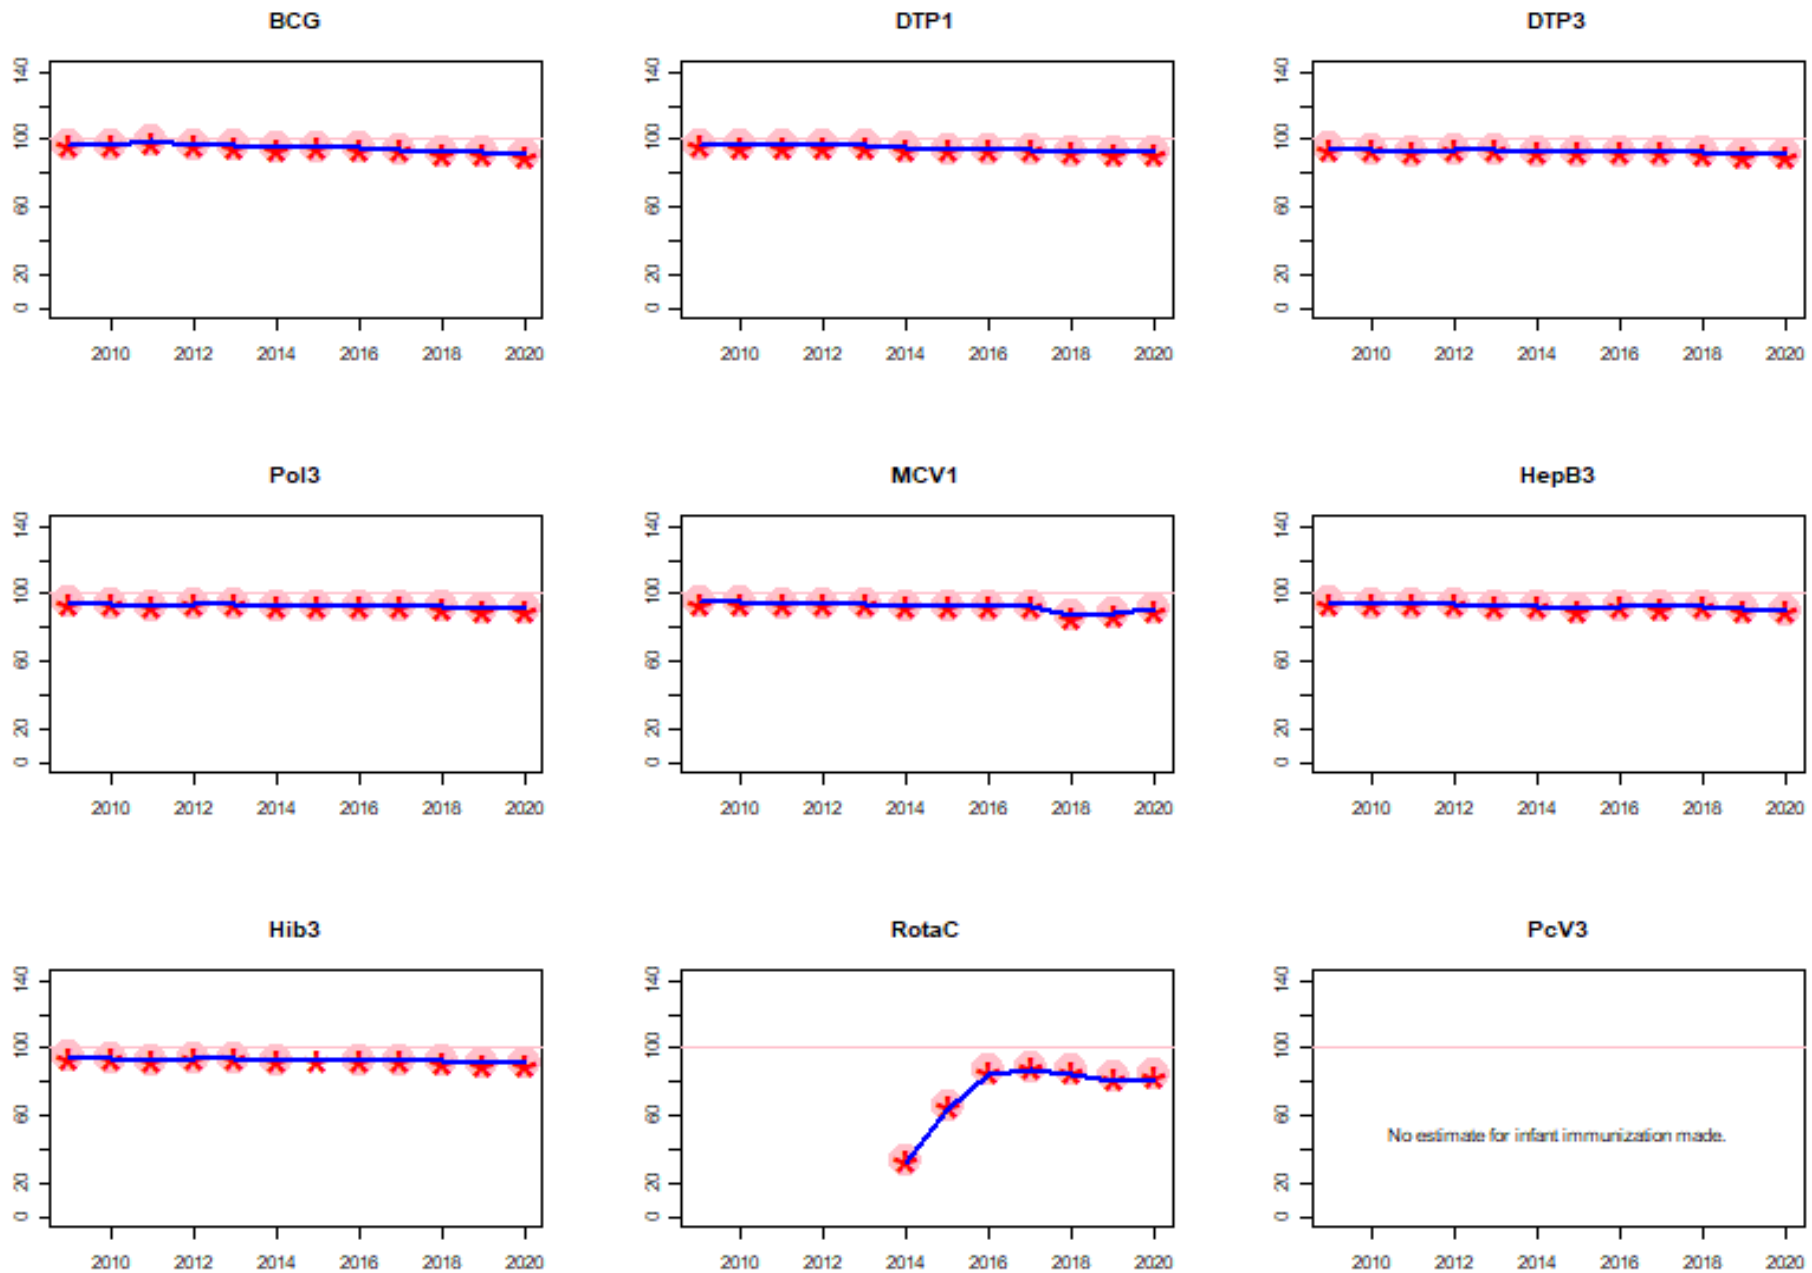 BCG DTP1 DTP3
140 140 140
100 100 100
60 60 60
20 20 20
0 0 0
2010 2012 2014 2016 2018 2020 2010 2012 2014 2016 2018 2020 2010 2012 2014 2016 2018 2020
Pol3 MCV1 HepB3
140 140 140
100 100 100
60 60 60
20 20 20
0 0 0
2010 2012 2014 2016 2018 2020 2010 2012 2014 2016 2018 2020 2010 2012 2014 2016 2018 2020
Hib3 RotaC PcV3
140 140 140
100 100 100
60 60 60
No estimate for infant immunization made.
20 20 20
0 0 0
2010 2012 2014 2016 2018 2020 2010 2012 2014 2016 2018 2020 2010 2012 2014 2016 2018 2020